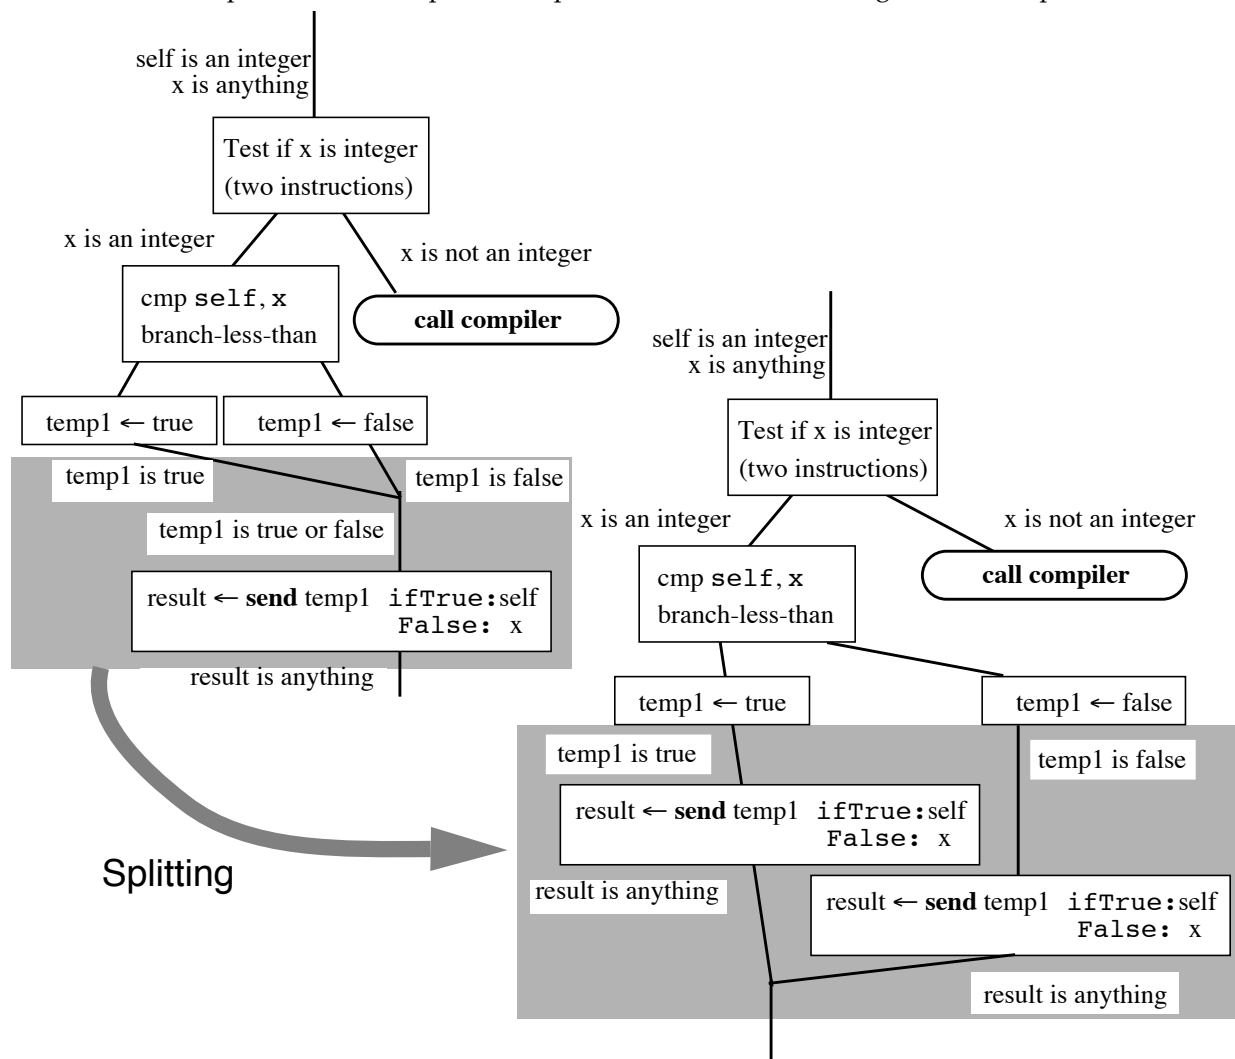 self is an integer
x is anything
Test if x is integer
(two instructions)
x is an integer
x is not an integer
cmp self, x
branch-less-than
call compiler
temp1 ← true
temp1 ← false
temp1 is true
temp1 is false
temp1 is true or false
result ← send temp1 ifTrue:self
False: x
result is anything
Splitting
self is an integer
x is anything
Test if x is integer
(two instructions)
x is an integer
x is not an integer
cmp self, x
branch-less-than
call compiler
temp1 ← true
temp1 ← false
temp1 is true
temp1 is false
result ← send temp1 ifTrue:self
False: x
result is anything
result ← send temp1 ifTrue:self
False: x
result is anything